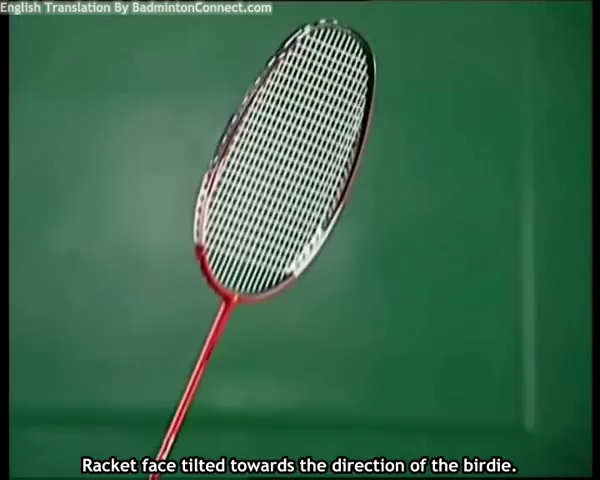 English Translation By BadmintonConnect.com
Racket face tilted towards the direction of the birdie.